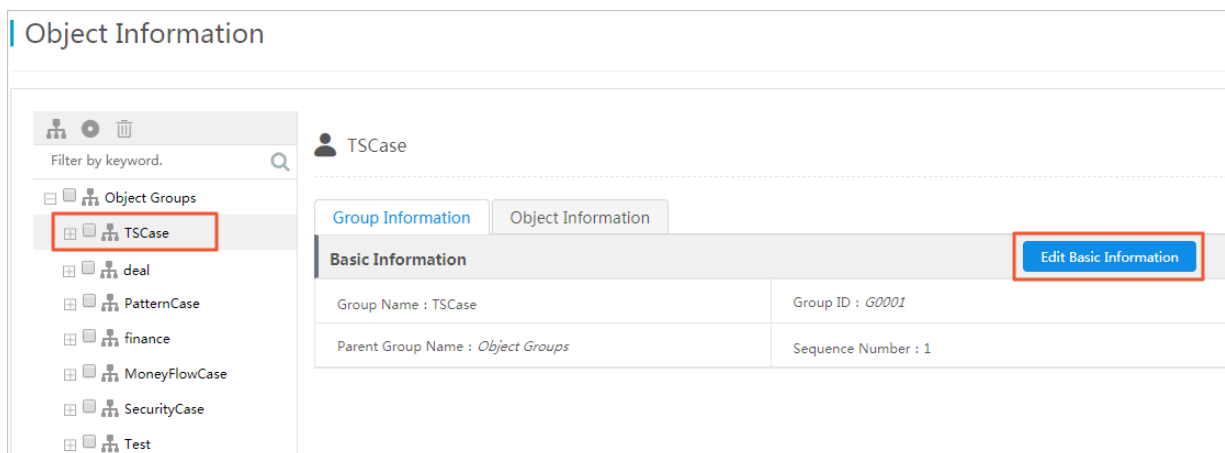 Object Information
Filter by keyword.
Object Groups
TSCase
deal
PatternCase
finance
MoneyFlowCase
SecurityCase
Test
TSCase
Group Information
Object Information
Basic Information
Edit Basic Information
Group Name : TSCase
Group ID : G0001
Parent Group Name : Object Groups
Sequence Number : 1